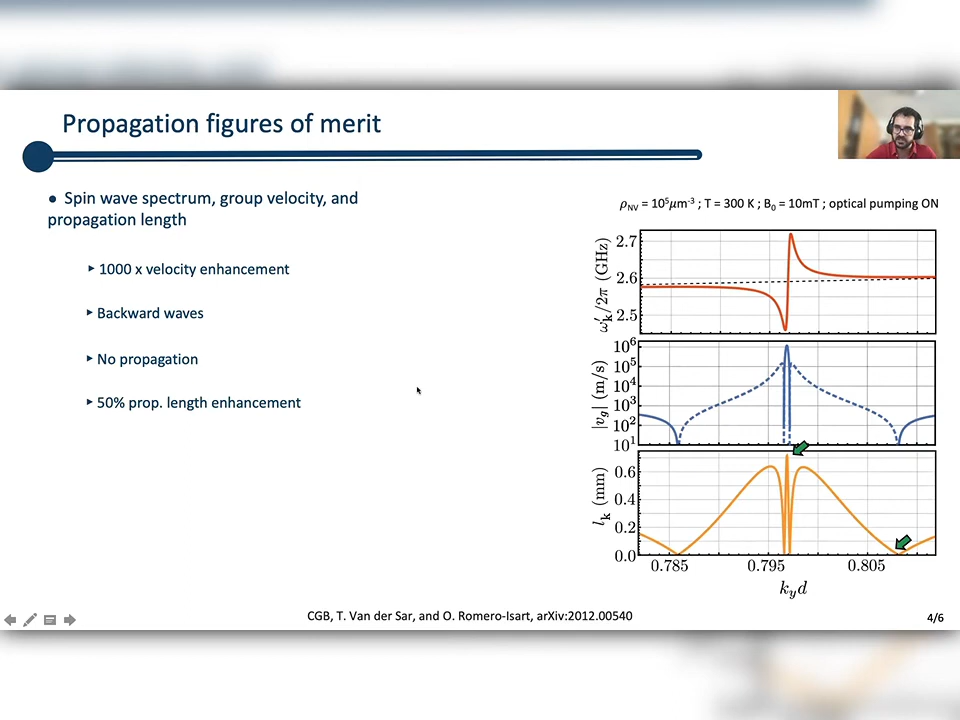 Propagation figures of merit
● Spin wave spectrum, group velocity, and
propagation length
‣ 1000 x velocity enhancement
‣ Backward waves
‣ No propagation
‣ 50% prop. length enhancement
ρNV = 10⁵μm⁻³ ; T = 300 K ; B₀ = 10mT ; optical pumping ON
ω′k/2π (GHz)
2.7
2.6
2.5
|vg| (m/s)
10⁶
10⁵
10⁴
10³
10²
10¹
lk (mm)
0.6
0.4
0.2
0.0
0.785 0.795 0.805
kyd
CGB, T. Van der Sar, and O. Romero-Isart, arXiv:2012.00540
4/6